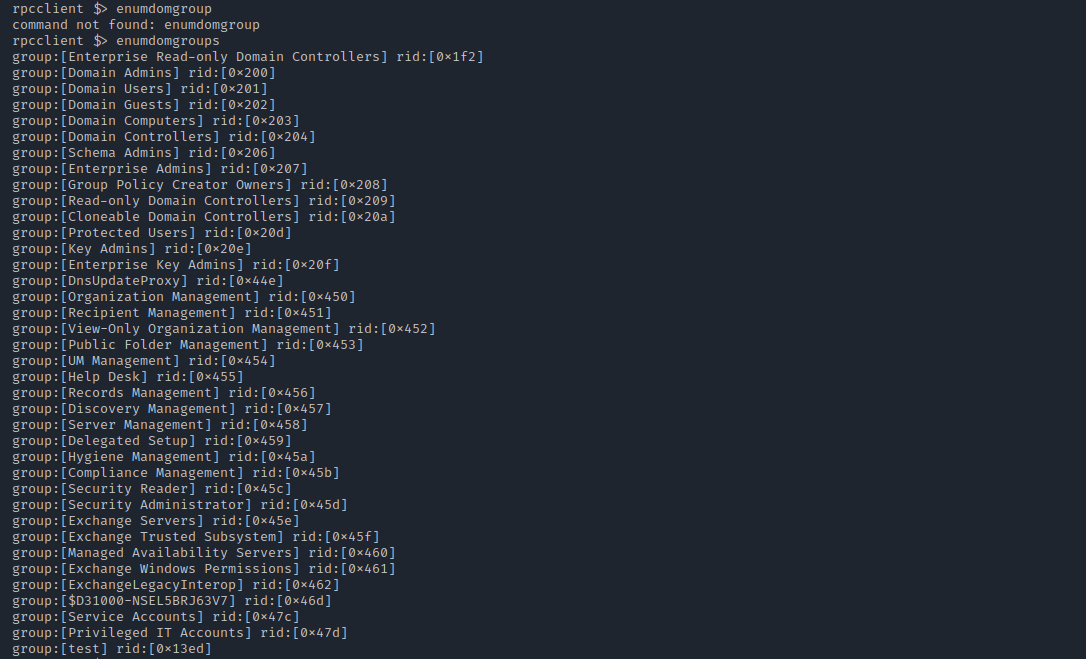 rpcclient $> enumdomgroup
command not found: enumdomgroup
rpcclient $> enumdomgroups
group:[Enterprise Read-only Domain Controllers] rid:[0×1f2]
group:[Domain Admins] rid:[0×200]
group:[Domain Users] rid:[0×201]
group:[Domain Guests] rid:[0×202]
group:[Domain Computers] rid:[0×203]
group:[Domain Controllers] rid:[0×204]
group:[Schema Admins] rid:[0×206]
group:[Enterprise Admins] rid:[0×207]
group:[Group Policy Creator Owners] rid:[0×208]
group:[Read-only Domain Controllers] rid:[0×209]
group:[Cloneable Domain Controllers] rid:[0×20a]
group:[Protected Users] rid:[0×20d]
group:[Key Admins] rid:[0×20e]
group:[Enterprise Key Admins] rid:[0×20f]
group:[DnsUpdateProxy] rid:[0×44e]
group:[Organization Management] rid:[0×450]
group:[Recipient Management] rid:[0×451]
group:[View-Only Organization Management] rid:[0×452]
group:[Public Folder Management] rid:[0×453]
group:[UM Management] rid:[0×454]
group:[Help Desk] rid:[0×455]
group:[Records Management] rid:[0×456]
group:[Discovery Management] rid:[0×457]
group:[Server Management] rid:[0×458]
group:[Delegated Setup] rid:[0×459]
group:[Hygiene Management] rid:[0×45a]
group:[Compliance Management] rid:[0×45b]
group:[Security Reader] rid:[0×45c]
group:[Security Administrator] rid:[0×45d]
group:[Exchange Servers] rid:[0×45e]
group:[Exchange Trusted Subsystem] rid:[0×45f]
group:[Managed Availability Servers] rid:[0×460]
group:[Exchange Windows Permissions] rid:[0×461]
group:[ExchangeLegacyInterop] rid:[0×462]
group:[$D31000-NSEL5BRJ63V7] rid:[0×46d]
group:[Service Accounts] rid:[0×47c]
group:[Privileged IT Accounts] rid:[0×47d]
group:[test] rid:[0×13ed]